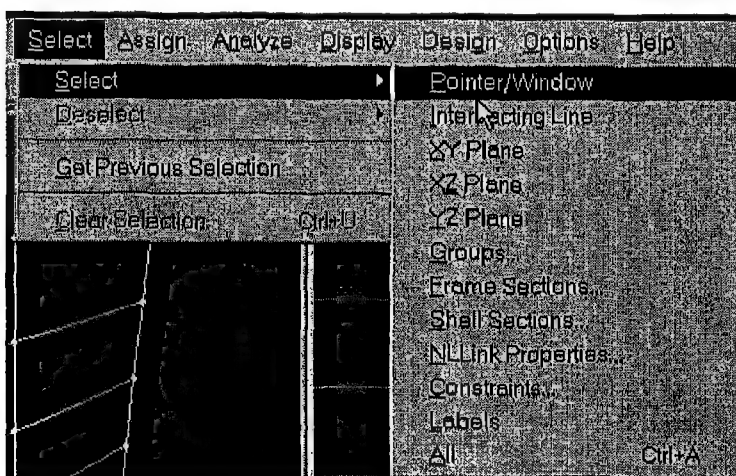 Select Assign Analyze Display Design Options Help
Select
Deselect
Get Previous Selection
Clear Selection Ctrl+U
Pointer/Window
Intersecting Line
XY Plane
XZ Plane
YZ Plane
Groups...
Frame Sections...
Shell Sections...
NLLink Properties...
Constraints...
Labels
All Ctrl+A